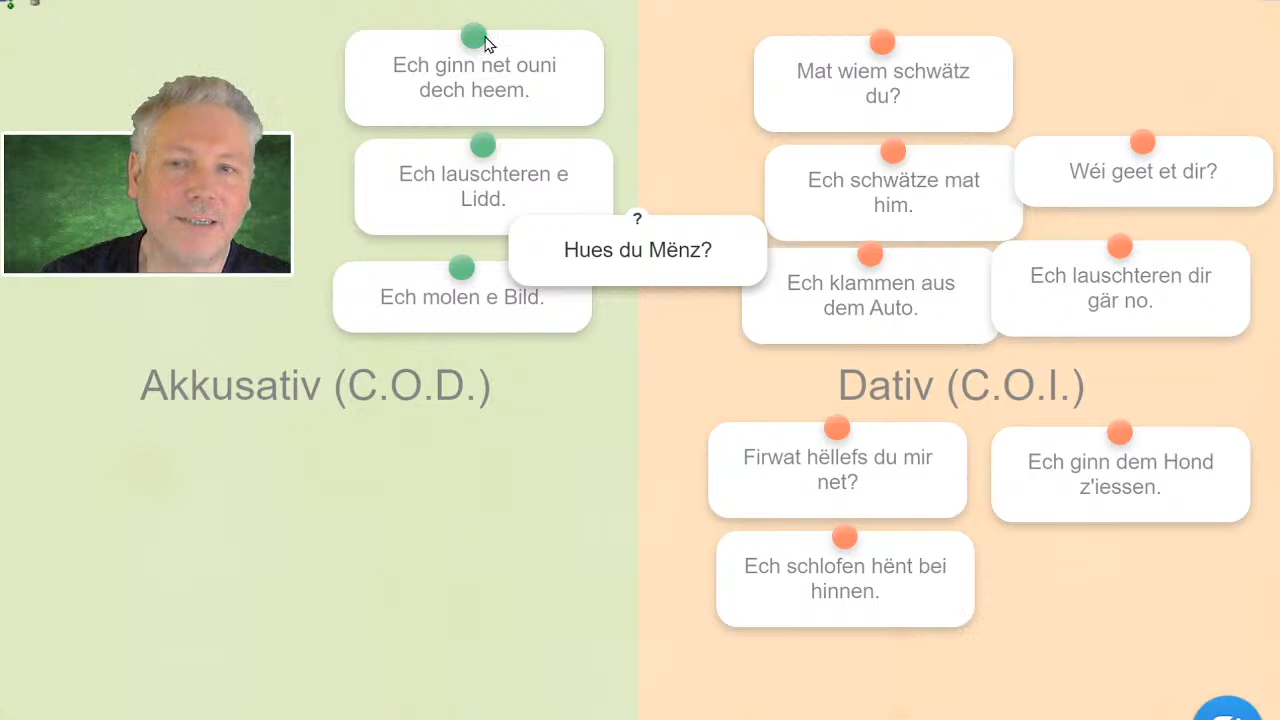 Ech ginn net ouni
dech heem.
Ech lauschteren e
Lidd.
Ech molen e Bild.
?
Hues du Mënz?
Akkusativ (C.O.D.)
Mat wiem schwätz
du?
Ech schwätze mat
him.
Wéi geet et dir?
Ech klammen aus
dem Auto.
Ech lauschteren dir
gär no.
Dativ (C.O.I.)
Firwat hëllefs du mir
net?
Ech ginn dem Hond
z'iessen.
Ech schlofen hënt bei
hinnen.